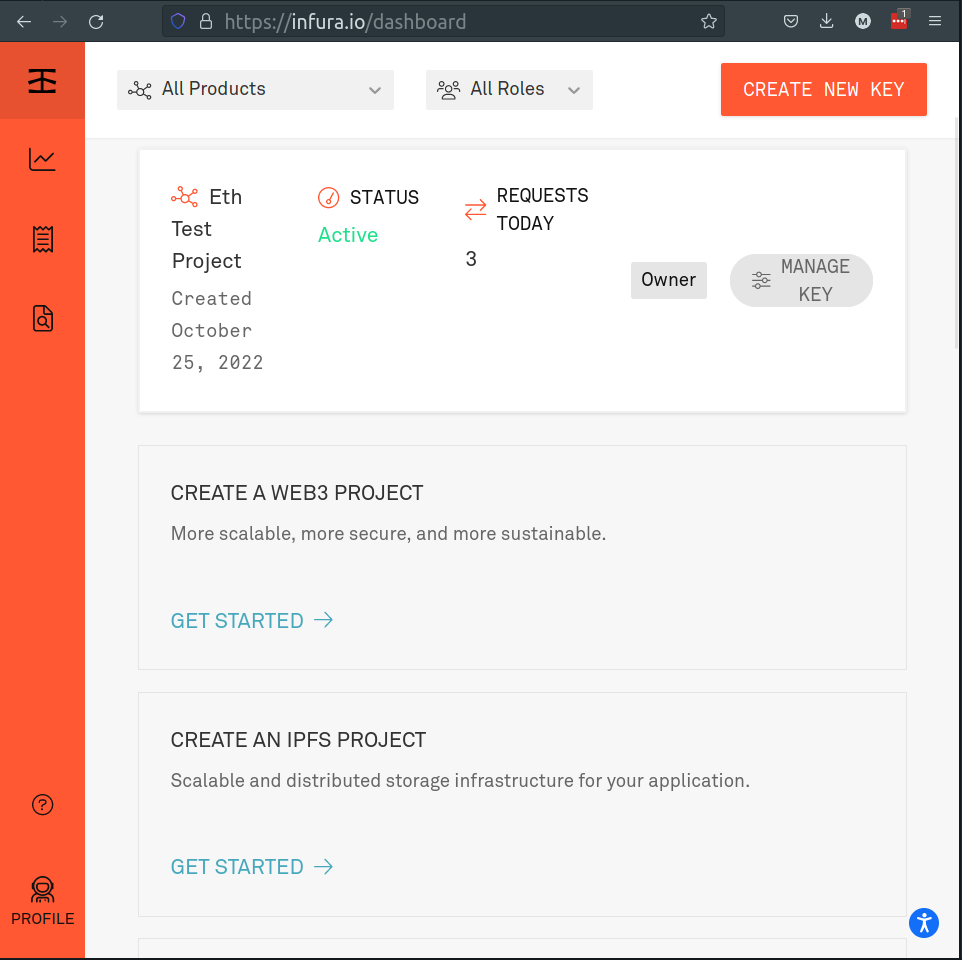 https://infura.io/dashboard
M
1
All Products
All Roles
CREATE NEW KEY
Eth
Test
Project
Created
October
25, 2022
STATUS
Active
REQUESTS
TODAY
3
Owner
MANAGE
KEY
CREATE A WEB3 PROJECT
More scalable, more secure, and more sustainable.
GET STARTED →
CREATE AN IPFS PROJECT
Scalable and distributed storage infrastructure for your application.
GET STARTED →
?
PROFILE